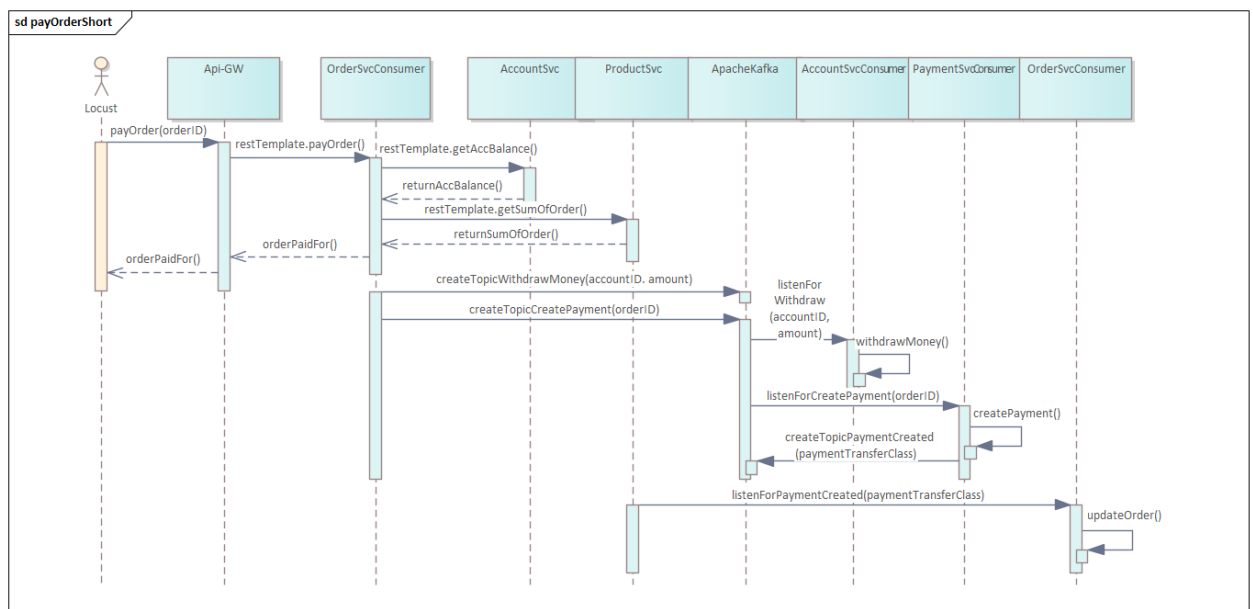 sd payOrderShort
Api-GW
OrderSvcConsumer
AccountSvc
ProductSvc
ApacheKafka
AccountSvcConsumer
PaymentSvcConsumer
OrderSvcConsumer
Locust
payOrder(orderID)
restTemplate.payOrder()
restTemplate.getAccBalance()
returnAccBalance()
restTemplate.getSumOfOrder()
returnSumOfOrder()
orderPaidFor()
orderPaidFor()
createTopicWithdrawMoney(accountID. amount)
listenFor
Withdraw
(accountID,
amount)
createTopicCreatePayment(orderID)
withdrawMoney()
listenForCreatePayment(orderID)
createPayment()
createTopicPaymentCreated
(paymentTransferClass)
listenForPaymentCreated(paymentTransferClass)
updateOrder()